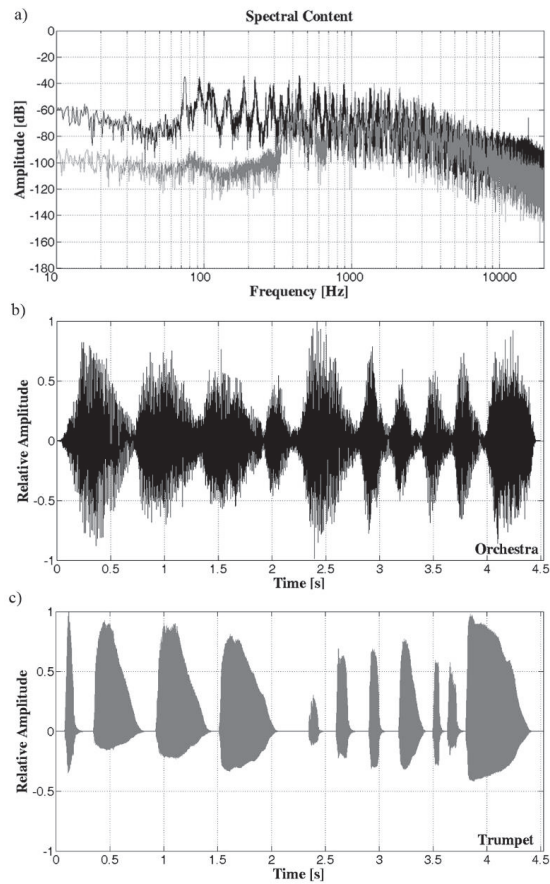 a)
Spectral Content
0
-20
-40
-60
-80
-100
-120
-140
-160
-180
Amplitude [dB]
10 100 1000 10000
Frequency [Hz]
b)
1
0.5
0
-0.5
-1
Relative Amplitude
Orchestra
0 0.5 1 1.5 2 2.5 3 3.5 4 4.5
Time [s]
c)
1
0.5
0
-0.5
-1
Relative Amplitude
Trumpet
0 0.5 1 1.5 2 2.5 3 3.5 4 4.5
Time [s]